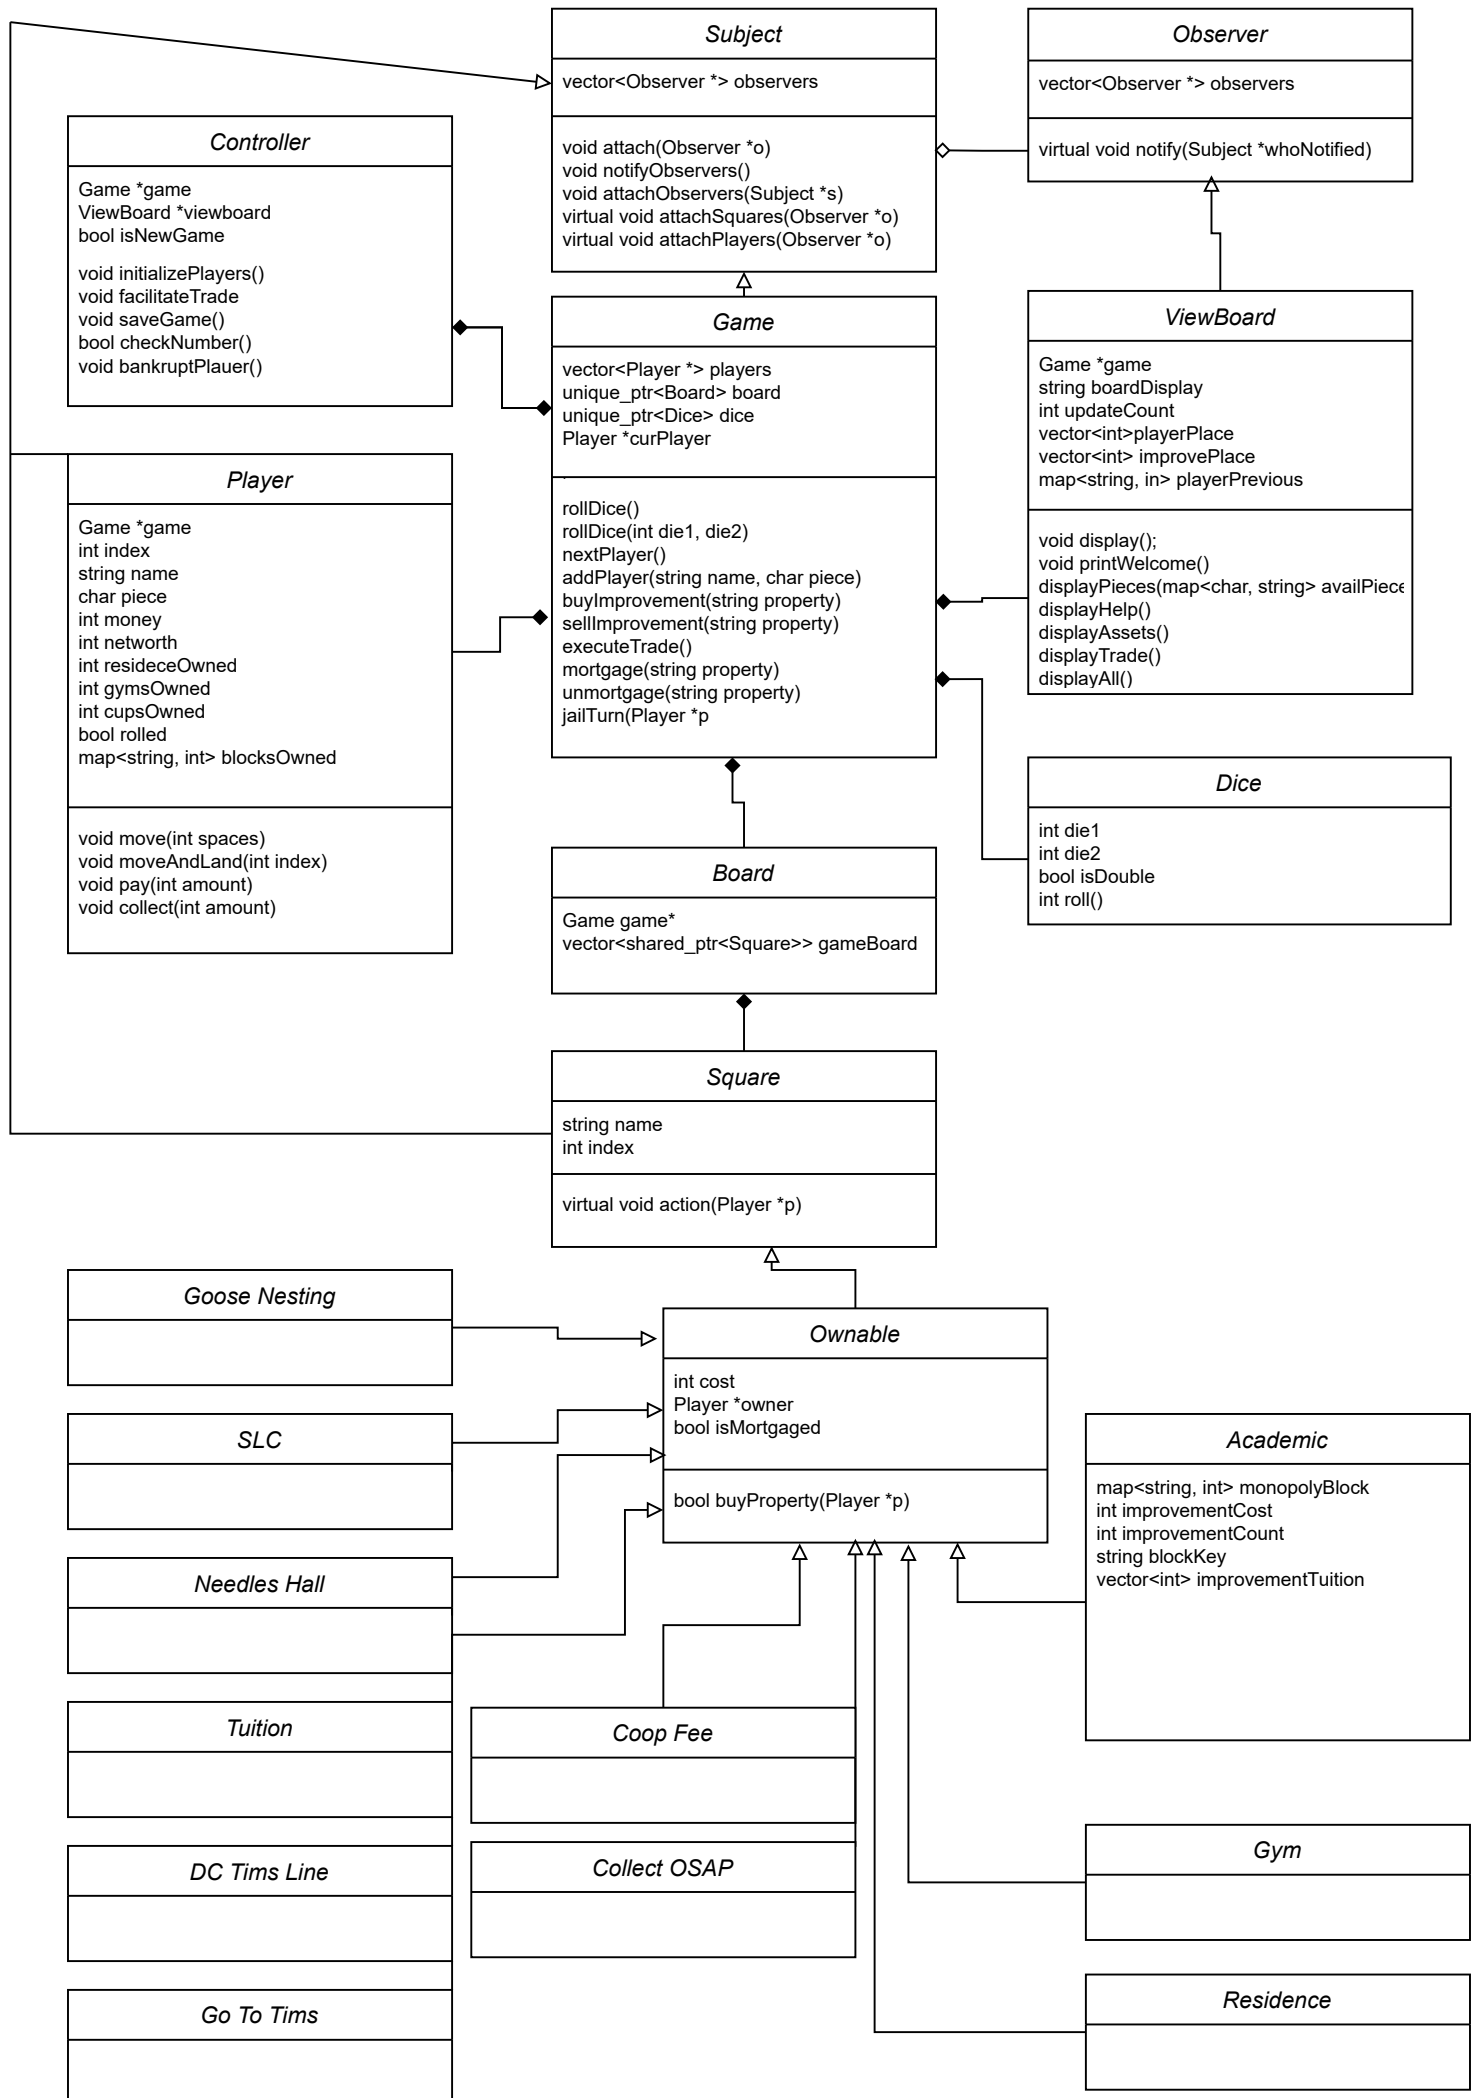 Subject
vector<Observer *> observers
void attach(Observer *o)
void notifyObservers()
void attachObservers(Subject *s)
virtual void attachSquares(Observer *o)
virtual void attachPlayers(Observer *o)
Observer
vector<Observer *> observers
virtual void notify(Subject *whoNotified)
Controller
Game *game
ViewBoard *viewboard
bool isNewGame
void initializePlayers()
void facilitateTrade
void saveGame()
bool checkNumber()
void bankruptPlauer()
Game
vector<Player *> players
unique_ptr<Board> board
unique_ptr<Dice> dice
Player *curPlayer
rollDice()
rollDice(int die1, die2)
nextPlayer()
addPlayer(string name, char piece)
buyImprovement(string property)
sellImprovement(string property)
executeTrade()
mortgage(string property)
unmortgage(string property)
jailTurn(Player *p
ViewBoard
Game *game
string boardDisplay
int updateCount
vector<int>playerPlace
vector<int> improvePlace
map<string, in> playerPrevious
void display();
void printWelcome()
displayPieces(map<char, string> availPiece
displayHelp()
displayAssets()
displayTrade()
displayAll()
Player
Game *game
int index
string name
char piece
int money
int networth
int resideceOwned
int gymsOwned
int cupsOwned
bool rolled
map<string, int> blocksOwned
void move(int spaces)
void moveAndLand(int index)
void pay(int amount)
void collect(int amount)
Dice
int die1
int die2
bool isDouble
int roll()
Board
Game game*
vector<shared_ptr<Square>> gameBoard
Square
string name
int index
virtual void action(Player *p)
Goose Nesting
Ownable
int cost
Player *owner
bool isMortgaged
bool buyProperty(Player *p)
SLC
Academic
map<string, int> monopolyBlock
int improvementCost
int improvementCount
string blockKey
vector<int> improvementTuition
Needles Hall
Tuition
Coop Fee
DC Tims Line
Collect OSAP
Gym
Go To Tims
Residence